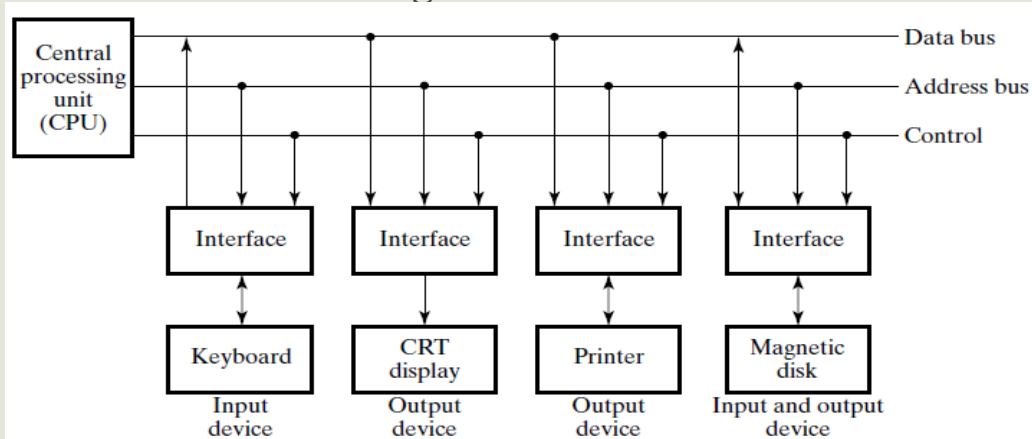 Central
processing
unit
(CPU)
Data bus
Address bus
Control
Interface
Interface
Interface
Interface
Keyboard
CRT
display
Printer
Magnetic
disk
Input
device
Output
device
Output
device
Input and output
device